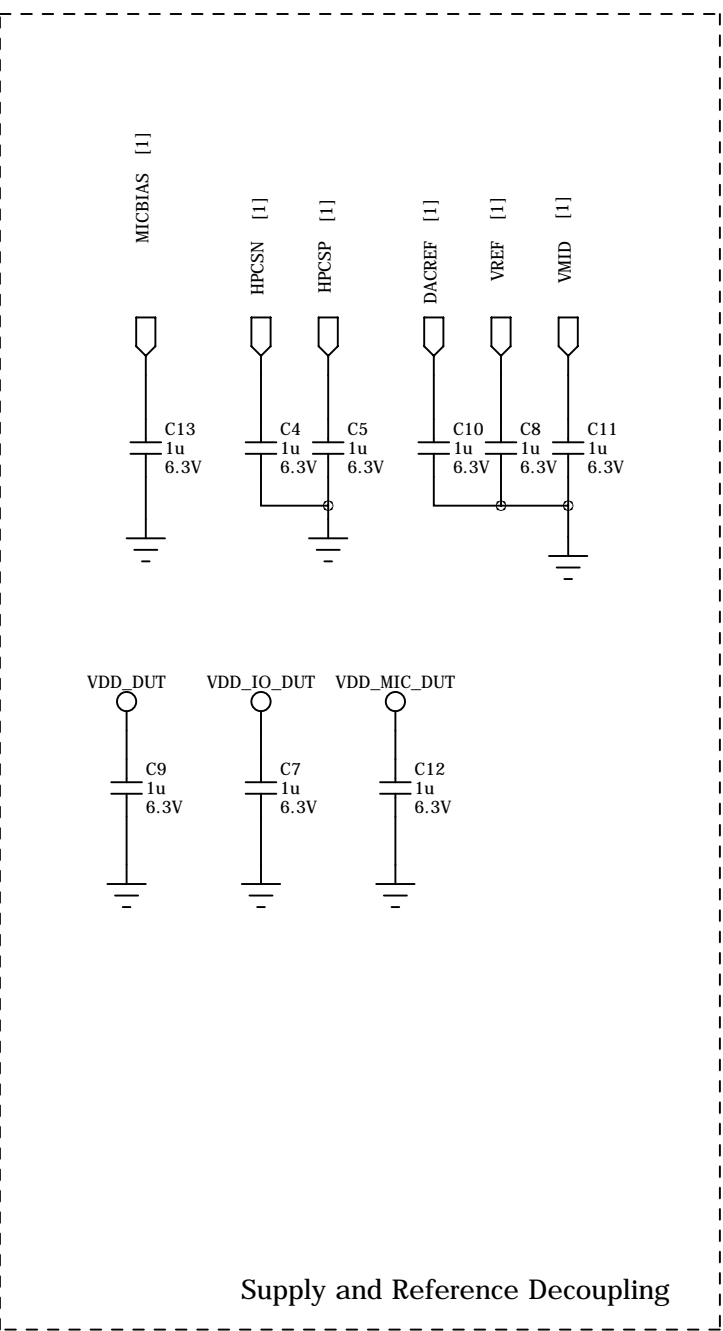 MICBIAS [1]
HPCSN [1]
HPCSP [1]
DACREF [1]
VREF [1]
VMID [1]
C13
1u
6.3V
C4
1u
6.3V
C5
1u
6.3V
C10
1u
6.3V
C8
1u
6.3V
C11
1u
6.3V
VDD_DUT
VDD_IO_DUT
VDD_MIC_DUT
C9
1u
6.3V
C7
1u
6.3V
C12
1u
6.3V
Supply and Reference Decoupling